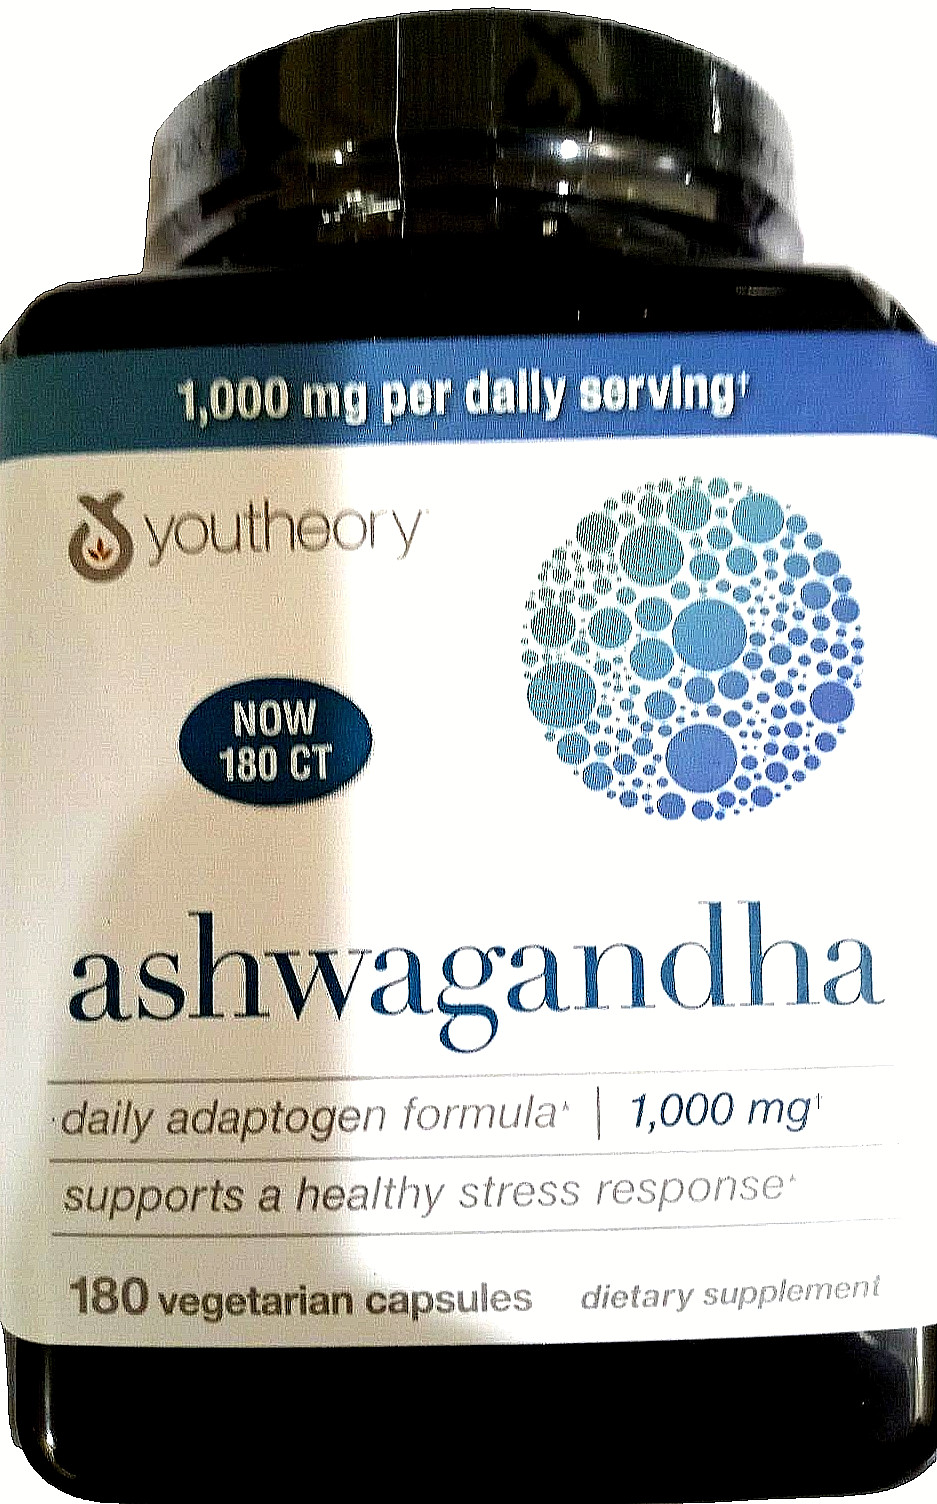 1,000 mg per daily serving†
youtheory
NOW
180 CT
ashwagandha
daily adaptogen formula* | 1,000 mg†
supports a healthy stress response*
180 vegetarian capsules dietary supplement